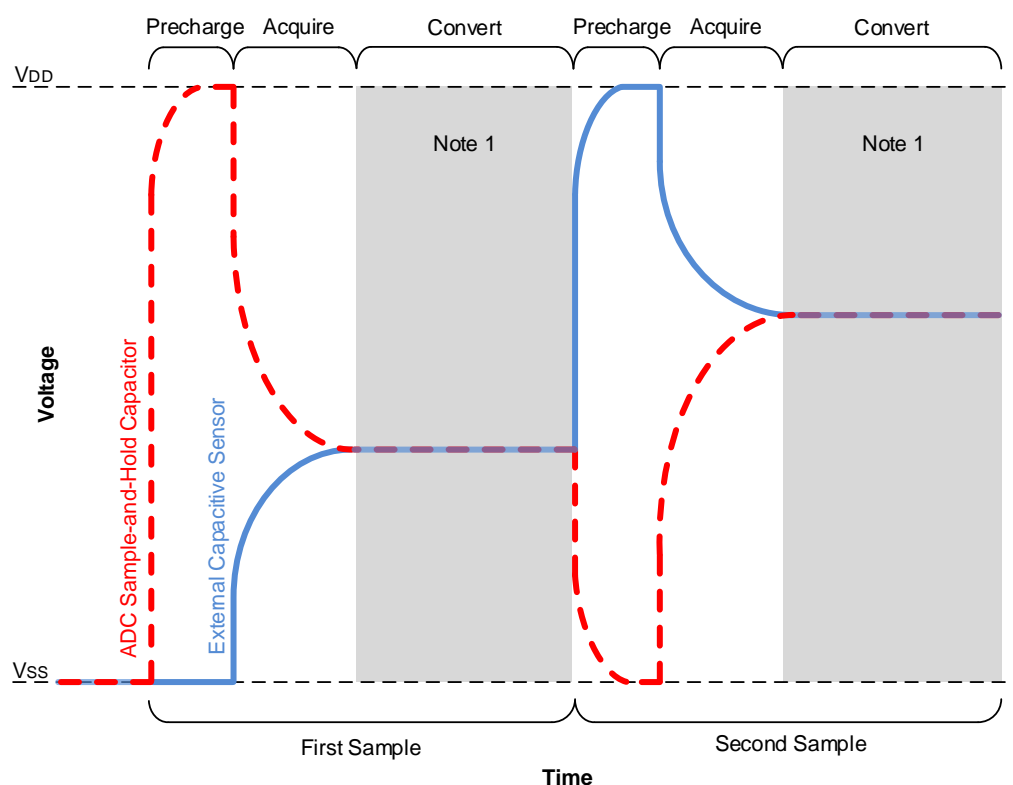 Precharge Acquire Convert Precharge Acquire Convert
VDD
Note 1 Note 1
Voltage
ADC Sample-and-Hold Capacitor
External Capacitive Sensor
VSS
First Sample Second Sample
Time